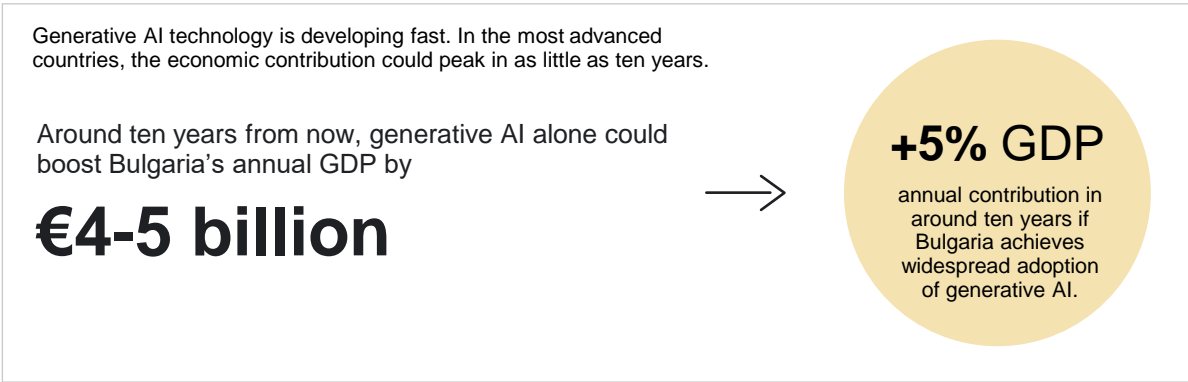 Generative AI technology is developing fast. In the most advanced
countries, the economic contribution could peak in as little as ten years.
Around ten years from now, generative AI alone could
boost Bulgaria’s annual GDP by
€4-5 billion
+5% GDP
annual contribution in
around ten years if
Bulgaria achieves
widespread adoption
of generative AI.